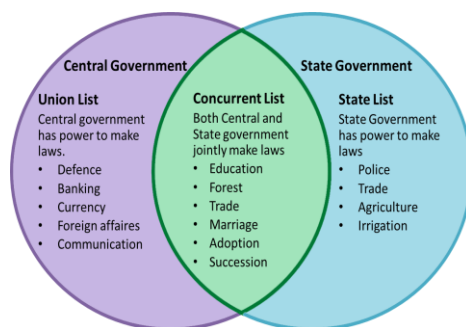 Central Government
Union List
Central government
has power to make
laws.
• Defence
• Banking
• Currency
• Foreign affaires
• Communication
Concurrent List
Both Central and
State government
jointly make laws
• Education
• Forest
• Trade
• Marriage
• Adoption
• Succession
State Government
State List
State Government
has power to make
laws
• Police
• Trade
• Agriculture
• Irrigation